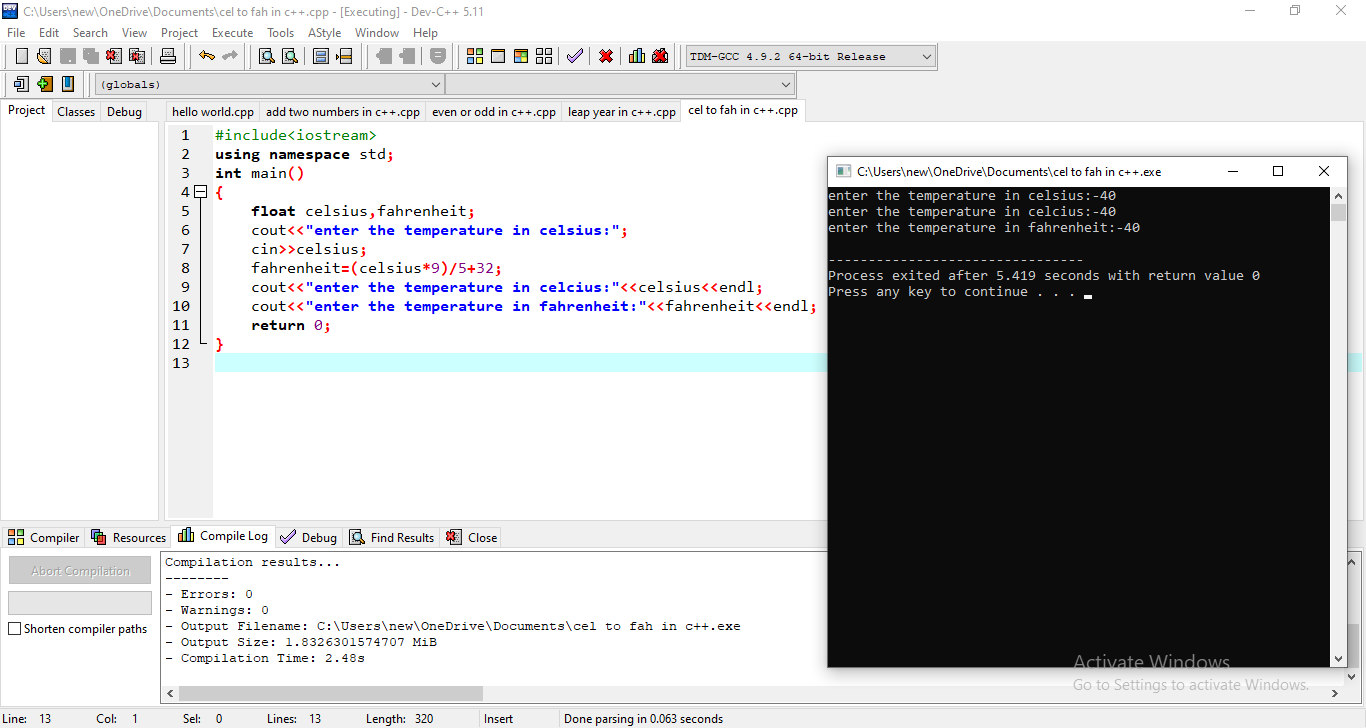 C:\Users\new\OneDrive\Documents\cel to fah in c++.cpp - [Executing] - Dev-C++ 5.11
File Edit Search View Project Execute Tools AStyle Window Help
TDM-GCC 4.9.2 64-bit Release
(globals)
Project Classes Debug
hello world.cpp add two numbers in c++.cpp even or odd in c++.cpp leap year in c++.cpp cel to fah in c++.cpp
1 #include<iostream>
2 using namespace std;
3 int main()
4 {
5 float celsius,fahrenheit;
6 cout<<"enter the temperature in celsius:";
7 cin>>celsius;
8 fahrenheit=(celsius*9)/5+32;
9 cout<<"enter the temperature in celcius:"<<celsius<<endl;
10 cout<<"enter the temperature in fahrenheit:"<<fahrenheit<<endl;
11 return 0;
12 }
13
C:\Users\new\OneDrive\Documents\cel to fah in c++.exe
enter the temperature in celsius:-40
enter the temperature in celcius:-40
enter the temperature in fahrenheit:-40
--------------------------------
Process exited after 5.419 seconds with return value 0
Press any key to continue . . .
Compiler Resources Compile Log Debug Find Results Close
Abort Compilation
Shorten compiler paths
Compilation results...
--------
- Errors: 0
- Warnings: 0
- Output Filename: C:\Users\new\OneDrive\Documents\cel to fah in c++.exe
- Output Size: 1.8326301574707 MiB
- Compilation Time: 2.48s
Activate Windows
Go to Settings to activate Windows.
Line: 13 Col: 1 Sel: 0 Lines: 13 Length: 320 Insert Done parsing in 0.063 seconds